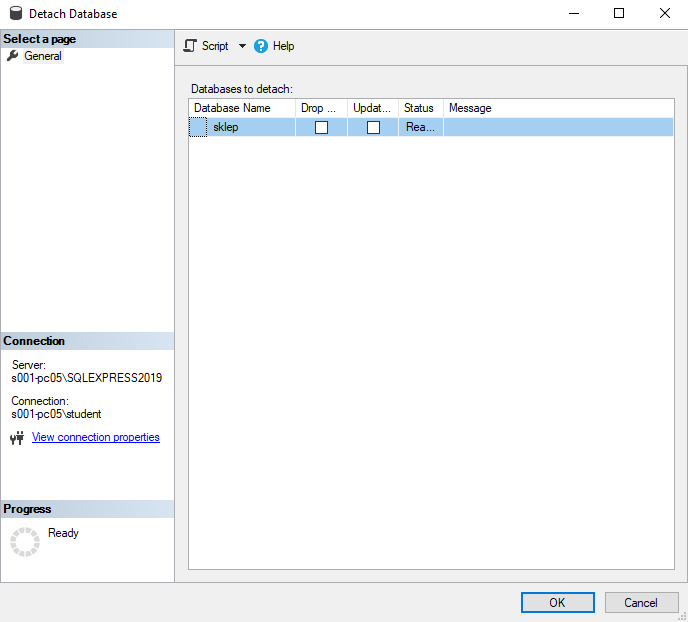 Detach Database
Select a page
General
Script
Help
Databases to detach:
Database Name Drop ... Updat... Status Message
sklep Rea...
Connection
Server:
s001-pc05\SQLEXPRESS2019
Connection:
s001-pc05\student
View connection properties
Progress
Ready
OK Cancel